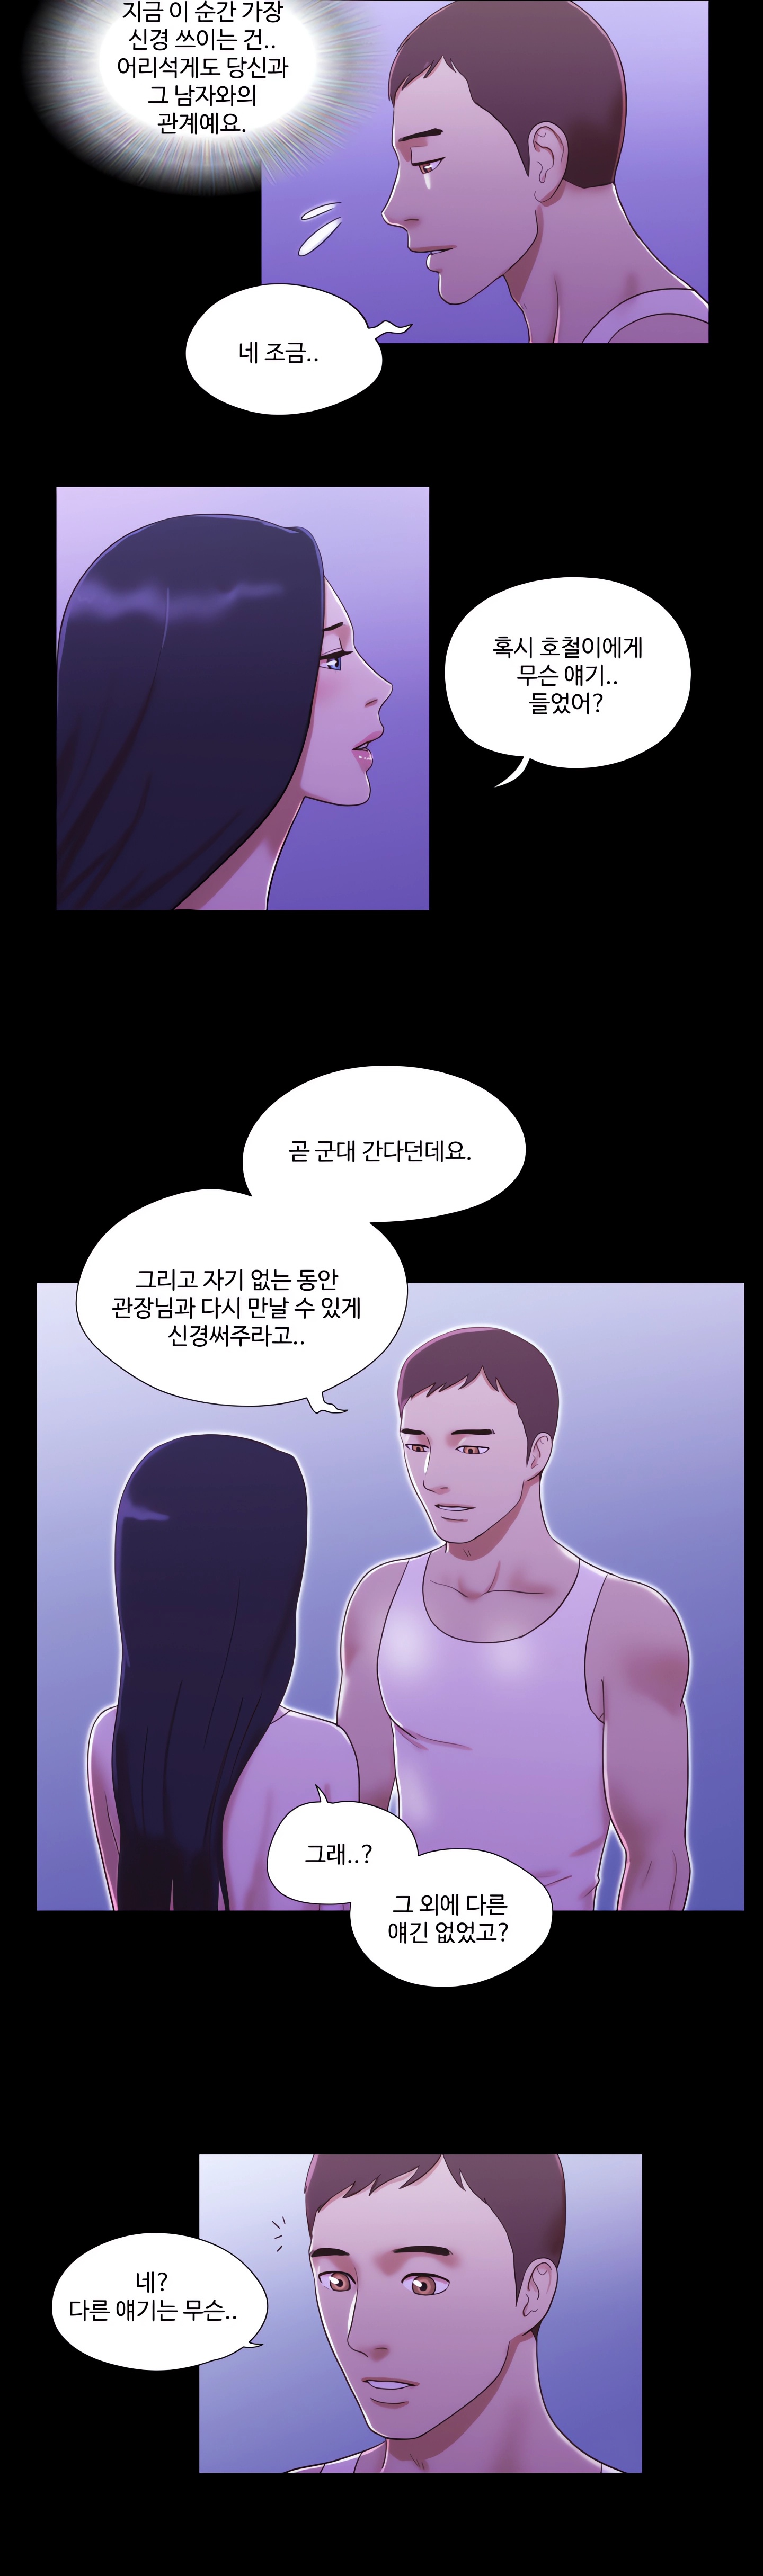 지금 이 순간 가장
신경 쓰이는 건..
어리석게도 당신과
그 남자와의
관계예요.
네 조금..
혹시 호철이에게
무슨 얘기..
들었어?
곧 군대 간다던데요.
그리고 자기 없는 동안
관장님과 다시 만날 수 있게
신경써주라고..
그래..?
그 외에 다른
얘긴 없었고?
네?
다른 얘기는 무슨..